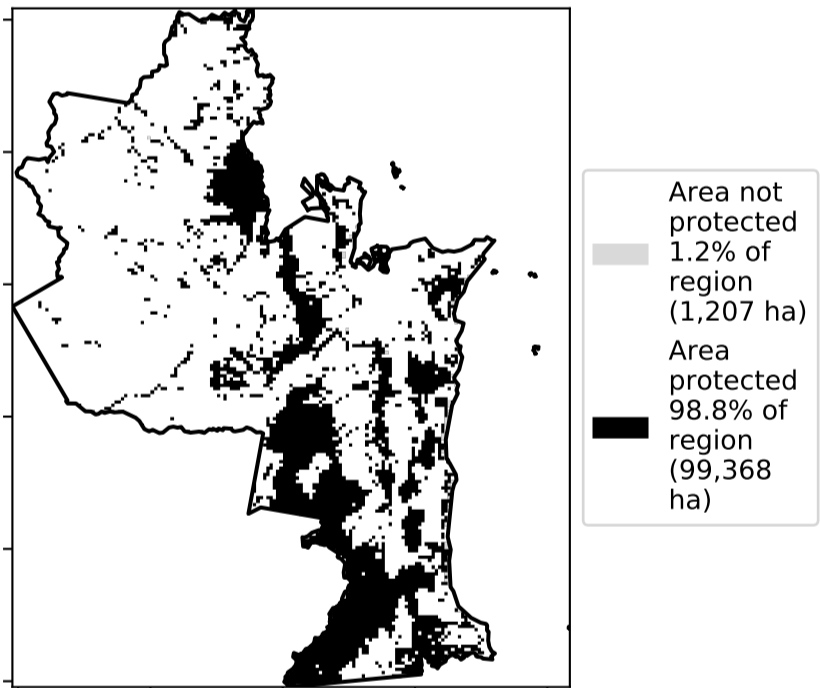 Area not
protected
1.2% of
region
(1,207 ha)
Area
protected
98.8% of
region
(99,368
ha)